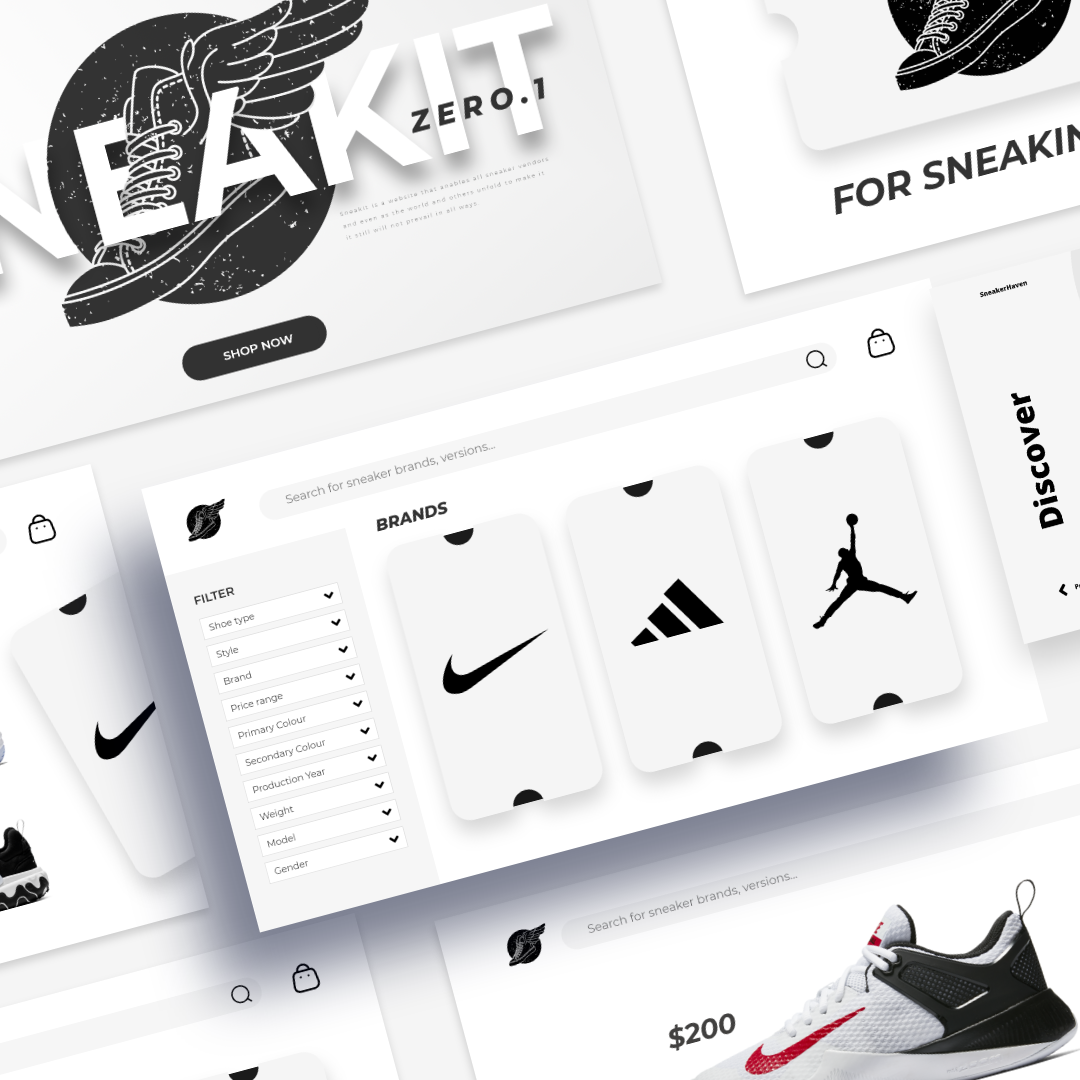 NEAKIT
ZERO.1
Sneakit is a website that enables all sneaker vendors
and even as the world and others unfold to make it
it still will not prevail in all ways.
SHOP NOW
FOR SNEAKIN
SneakerHaven
Discover
Search for sneaker brands, versions...
BRANDS
FILTER
Shoe type
Style
Brand
Price range
Primary Colour
Secondary Colour
Production Year
Weight
Model
Gender
Search for sneaker brands, versions...
$200